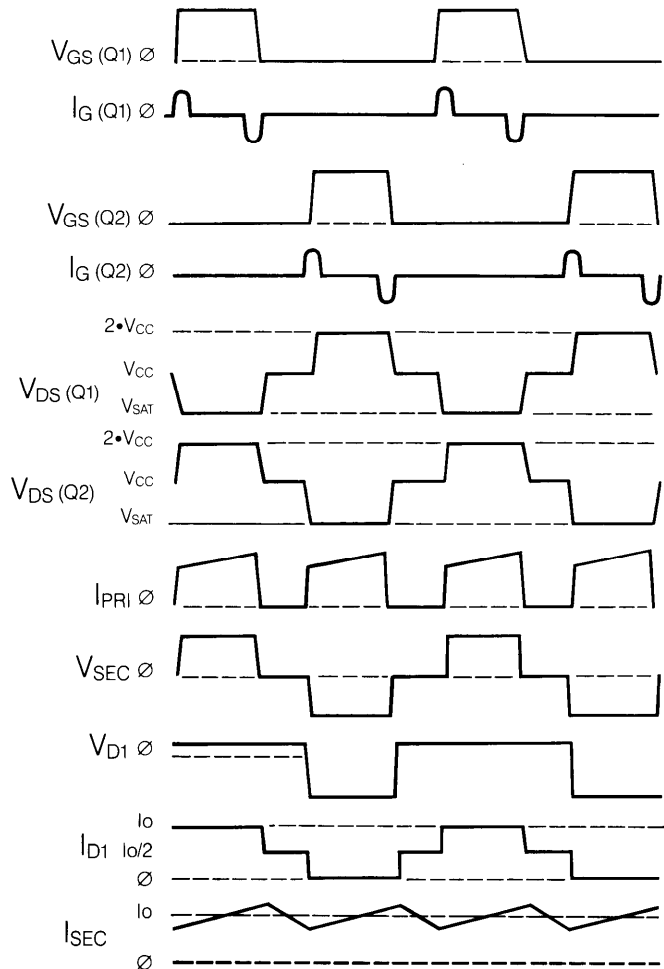 VGS (Q1) Ø
IG (Q1) Ø
VGS (Q2) Ø
IG (Q2) Ø
2•VCC
VCC
VDS (Q1)
VSAT
2•VCC
VCC
VDS (Q2)
VSAT
IPRI Ø
VSEC Ø
VD1 Ø
Io
ID1 Io/2
Ø
Io
ISEC
Ø